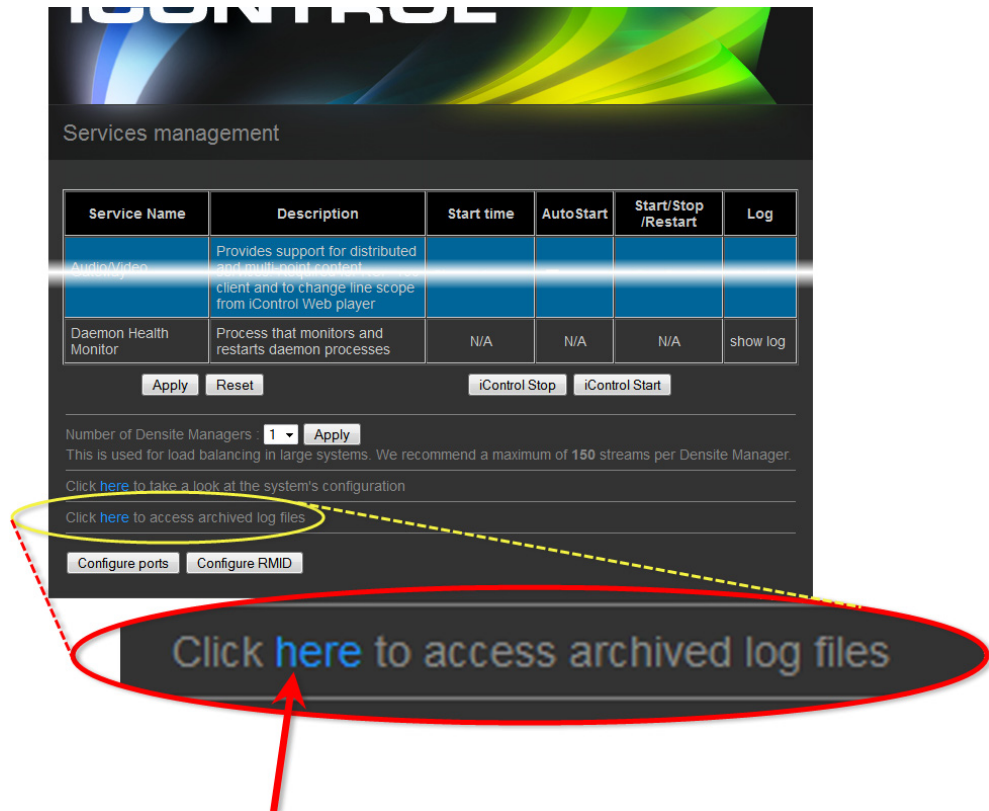 iCONTROL
Services management
Service Name
Description
Start time
AutoStart
Start/Stop
/Restart
Log
Audio/Video
Provides support for distributed
and multi-point content
client and to change line scope
from iControl Web player
Daemon Health
Monitor
Process that monitors and
restarts daemon processes
N/A
N/A
N/A
show log
Apply
Reset
iControl Stop
iControl Start
Number of Densite Managers : 1 Apply
This is used for load balancing in large systems. We recommend a maximum of 150 streams per Densite Manager.
Click here to take a look at the system's configuration
Click here to access archived log files
Configure ports
Configure RMID
Click here to access archived log files